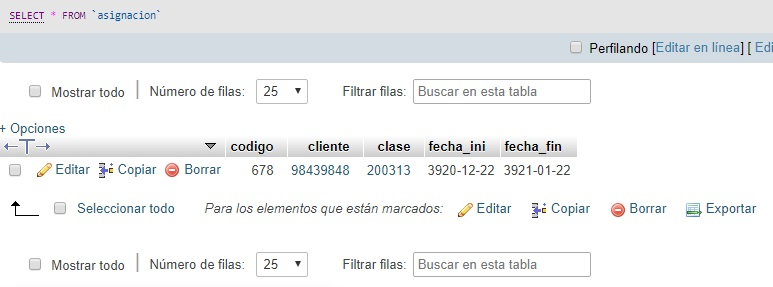 SELECT * FROM `asignacion`
Perfilando [Editar en línea] [ Edi
Mostrar todo | Número de filas: 25 Filtrar filas: Buscar en esta tabla
+ Opciones
←T→ codigo cliente clase fecha_ini fecha_fin
Editar Copiar Borrar 678 98439848 200313 3920-12-22 3921-01-22
Seleccionar todo Para los elementos que están marcados: Editar Copiar Borrar Exportar
Mostrar todo | Número de filas: 25 Filtrar filas: Buscar en esta tabla